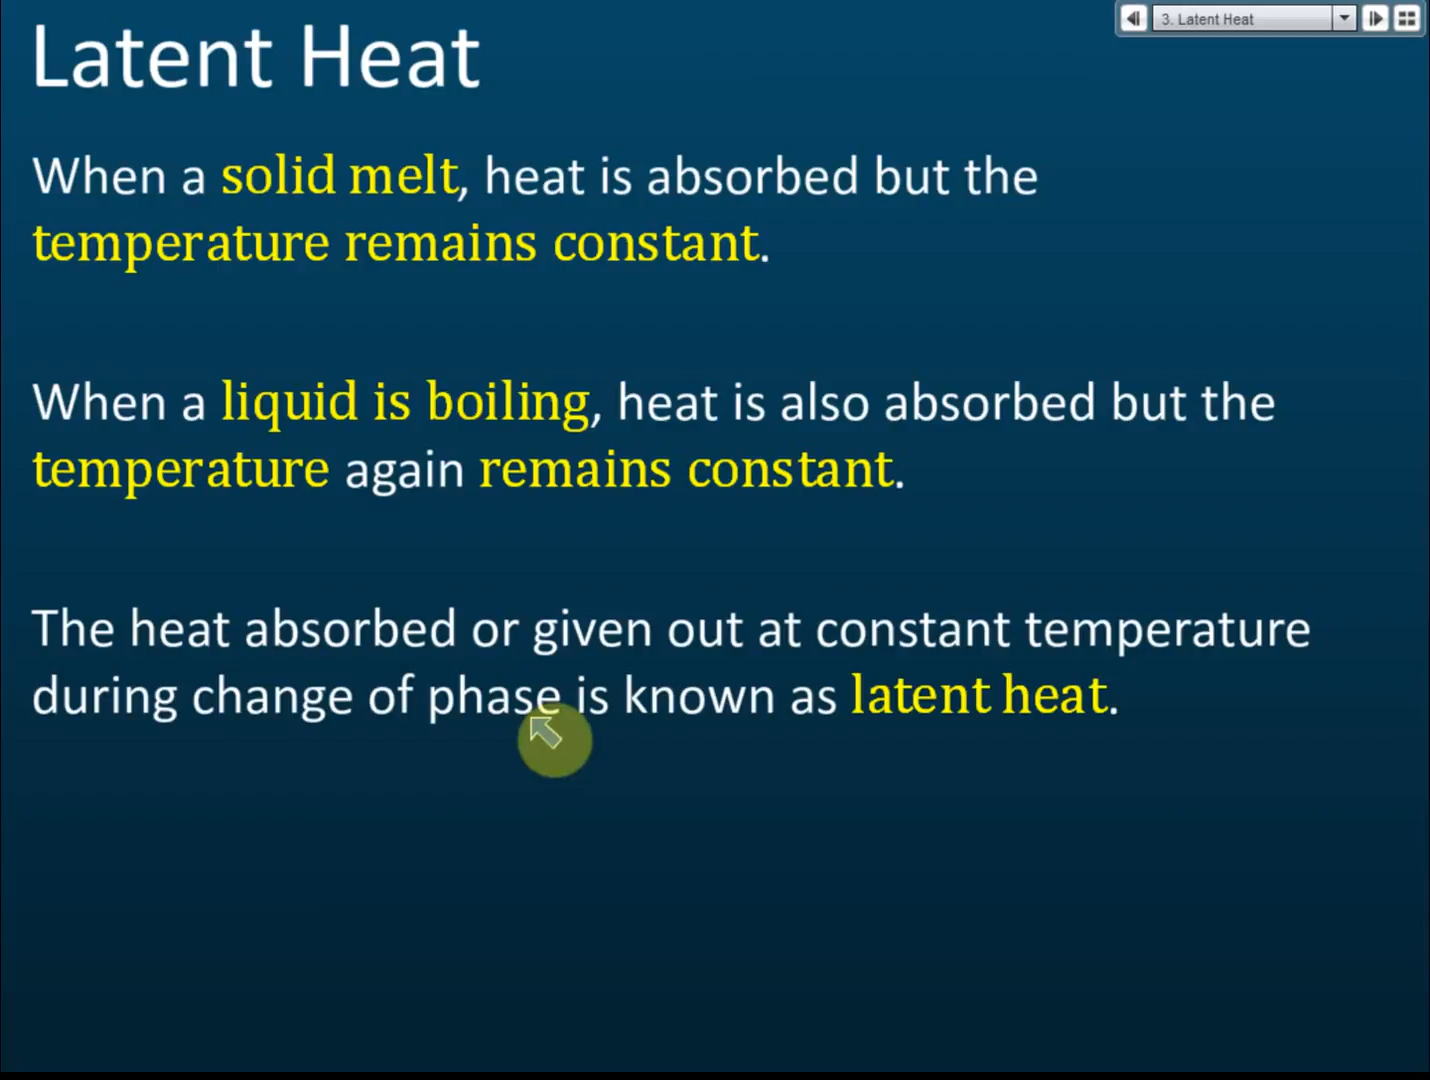 3. Latent Heat
Latent Heat
When a solid melt, heat is absorbed but the
temperature remains constant.
When a liquid is boiling, heat is also absorbed but the
temperature again remains constant.
The heat absorbed or given out at constant temperature
during change of phase is known as latent heat.